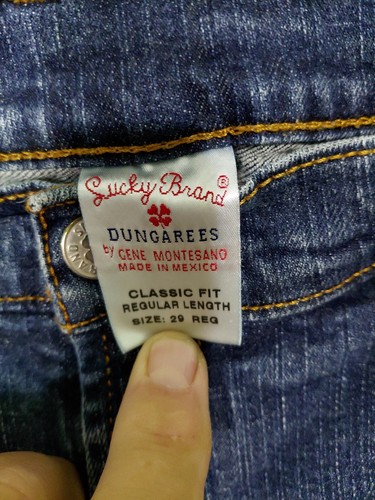 Lucky Brand®
DUNGAREES
by GENE MONTESANO
MADE IN MEXICO
CLASSIC FIT
REGULAR LENGTH
SIZE: 29 REG